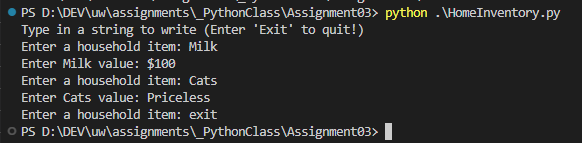 PS D:\DEV\uw\assignments\_PythonClass\Assignment03> python .\HomeInventory.py
Type in a string to write (Enter 'Exit' to quit!)
Enter a household item: Milk
Enter Milk value: $100
Enter a household item: Cats
Enter Cats value: Priceless
Enter a household item: exit
PS D:\DEV\uw\assignments\_PythonClass\Assignment03>